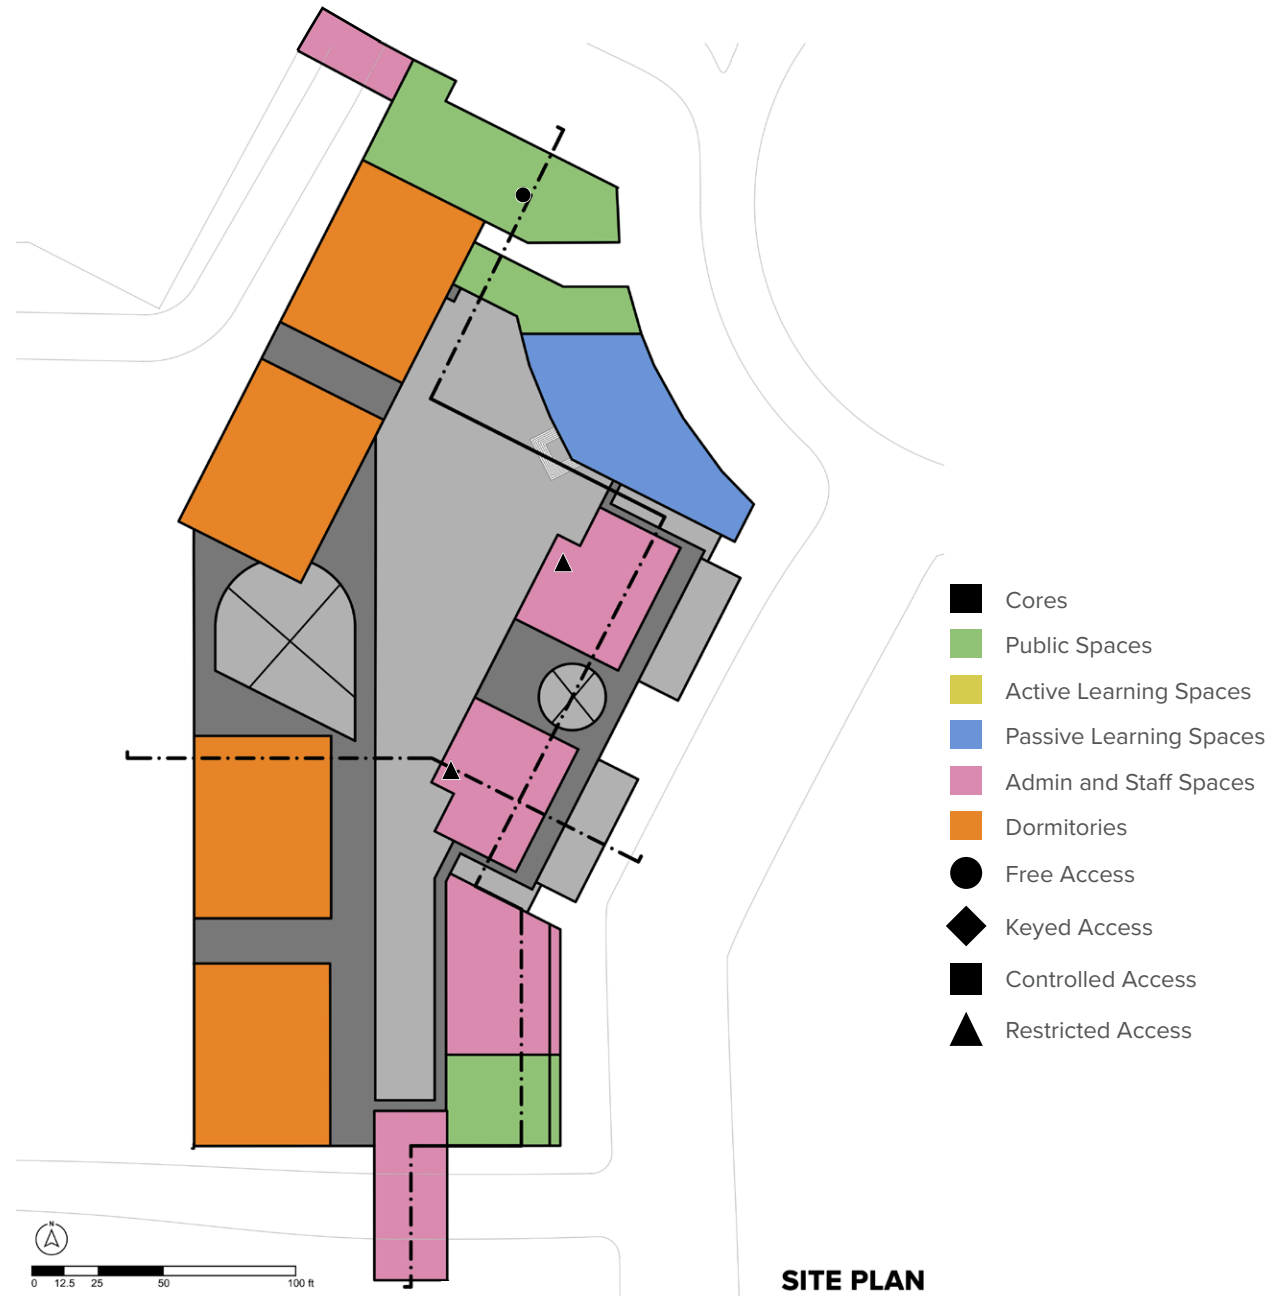 Cores
Public Spaces
Active Learning Spaces
Passive Learning Spaces
Admin and Staff Spaces
Dormitories
Free Access
Keyed Access
Controlled Access
Restricted Access
N
0 12.5 25 50 100 ft
SITE PLAN